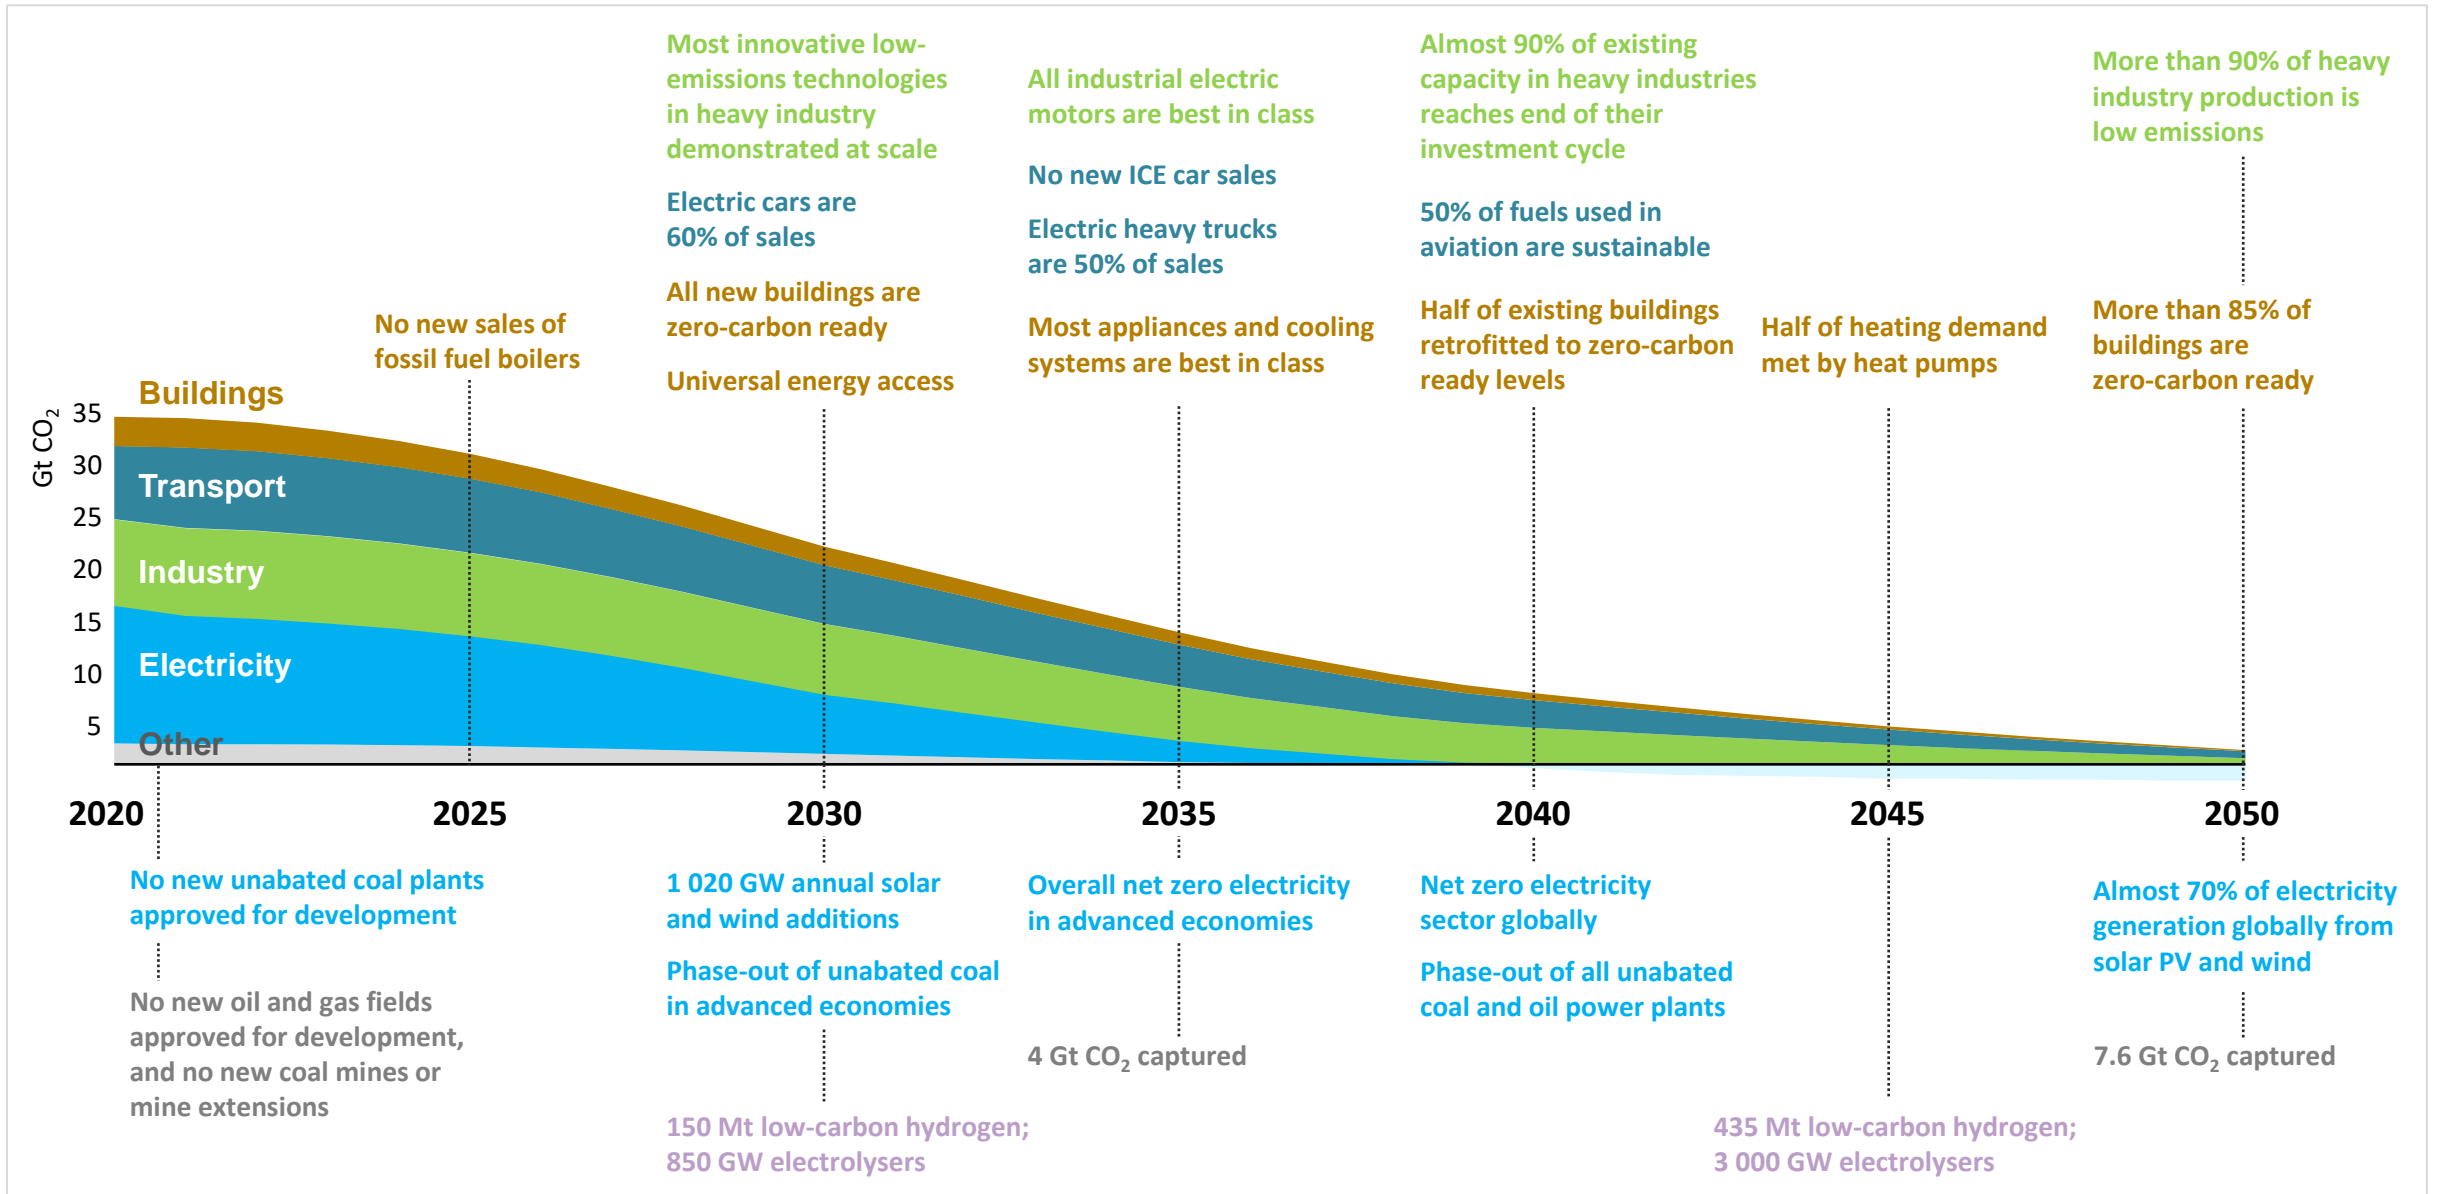 Most innovative low-
emissions technologies
in heavy industry
demonstrated at scale
Electric cars are
60% of sales
All new buildings are
zero-carbon ready
Universal energy access
All industrial electric
motors are best in class
No new ICE car sales
Electric heavy trucks
are 50% of sales
Most appliances and cooling
systems are best in class
Almost 90% of existing
capacity in heavy industries
reaches end of their
investment cycle
50% of fuels used in
aviation are sustainable
Half of existing buildings
retrofitted to zero-carbon
ready levels
Half of heating demand
met by heat pumps
More than 90% of heavy
industry production is
low emissions
More than 85% of
buildings are
zero-carbon ready
No new sales of
fossil fuel boilers
Gt CO₂
35
30
25
20
15
10
5
Buildings
Transport
Industry
Electricity
Other
2020
2025
2030
2035
2040
2045
2050
No new unabated coal plants
approved for development
No new oil and gas fields
approved for development,
and no new coal mines or
mine extensions
1 020 GW annual solar
and wind additions
Phase-out of unabated coal
in advanced economies
150 Mt low-carbon hydrogen;
850 GW electrolysers
Overall net zero electricity
in advanced economies
4 Gt CO₂ captured
Net zero electricity
sector globally
Phase-out of all unabated
coal and oil power plants
435 Mt low-carbon hydrogen;
3 000 GW electrolysers
Almost 70% of electricity
generation globally from
solar PV and wind
7.6 Gt CO₂ captured